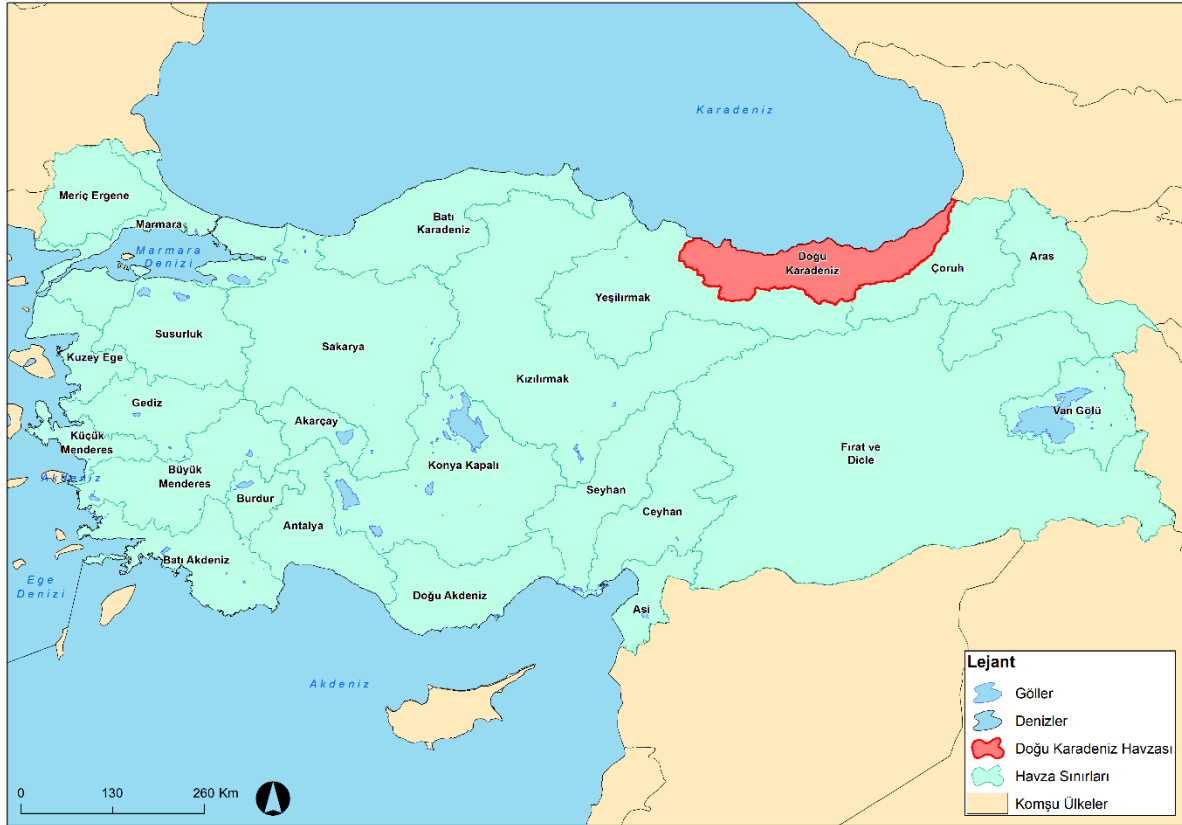 Karadeniz
Meriç Ergene
Marmara
Marmara
Denizi
Batı
Karadeniz
Doğu
Karadeniz
Çoruh
Aras
Yeşilırmak
Susurluk
Sakarya
Kuzey Ege
Kızılırmak
Gediz
Akarçay
Van Gölü
Küçük
Menderes
Fırat ve
Dicle
Konya Kapalı
Büyük
Menderes
Akdeniz
Burdur
Seyhan
Ceyhan
Antalya
Batı Akdeniz
Ege
Denizi
Doğu Akdeniz
Asi
Akdeniz
Lejant
Göller
Denizler
Doğu Karadeniz Havzası
Havza Sınırları
Komşu Ülkeler
0 130 260 Km